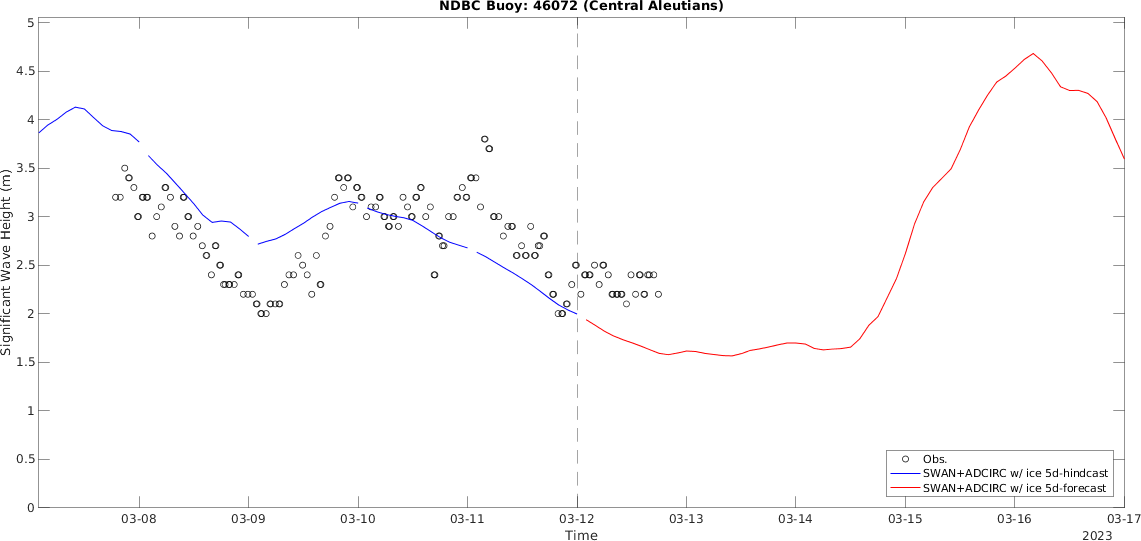 NDBC Buoy: 46072 (Central Aleutians)
5
4.5
4
3.5
3
2.5
2
1.5
1
0.5
0
Significant Wave Height (m)
03-08 03-09 03-10 03-11 03-12 03-13 03-14 03-15 03-16 03-17
Time
2023
Obs.
SWAN+ADCIRC w/ ice 5d-hindcast
SWAN+ADCIRC w/ ice 5d-forecast